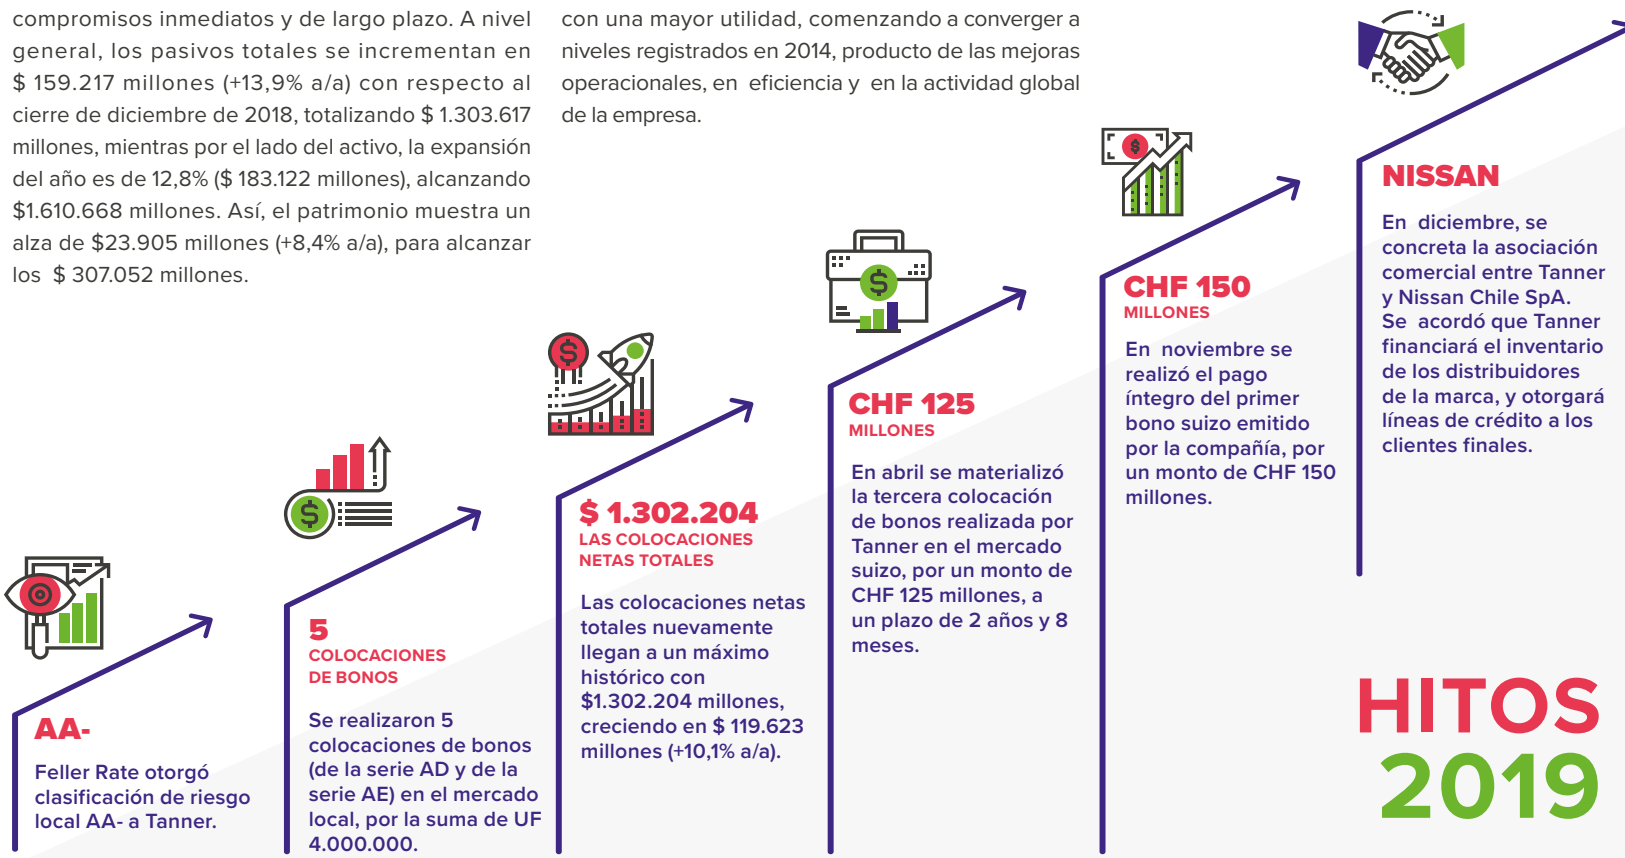 compromisos inmediatos y de largo plazo. A nivel
general, los pasivos totales se incrementan en
$ 159.217 millones (+13,9% a/a) con respecto al
cierre de diciembre de 2018, totalizando $ 1.303.617
millones, mientras por el lado del activo, la expansión
del año es de 12,8% ($ 183.122 millones), alcanzando
$1.610.668 millones. Así, el patrimonio muestra un
alza de $23.905 millones (+8,4% a/a), para alcanzar
los $ 307.052 millones.
con una mayor utilidad, comenzando a converger a
niveles registrados en 2014, producto de las mejoras
operacionales, en eficiencia y en la actividad global
de la empresa.
AA-
Feller Rate otorgó
clasificación de riesgo
local AA- a Tanner.
5
COLOCACIONES
DE BONOS
Se realizaron 5
colocaciones de bonos
(de la serie AD y de la
serie AE) en el mercado
local, por la suma de UF
4.000.000.
$ 1.302.204
LAS COLOCACIONES
NETAS TOTALES
Las colocaciones netas
totales nuevamente
llegan a un máximo
histórico con
$1.302.204 millones,
creciendo en $ 119.623
millones (+10,1% a/a).
CHF 125
MILLONES
En abril se materializó
la tercera colocación
de bonos realizada por
Tanner en el mercado
suizo, por un monto de
CHF 125 millones, a
un plazo de 2 años y 8
meses.
CHF 150
MILLONES
En noviembre se
realizó el pago
íntegro del primer
bono suizo emitido
por la compañía, por
un monto de CHF 150
millones.
NISSAN
En diciembre, se
concreta la asociación
comercial entre Tanner
y Nissan Chile SpA.
Se acordó que Tanner
financiará el inventario
de los distribuidores
de la marca, y otorgará
líneas de crédito a los
clientes finales.
HITOS
2019